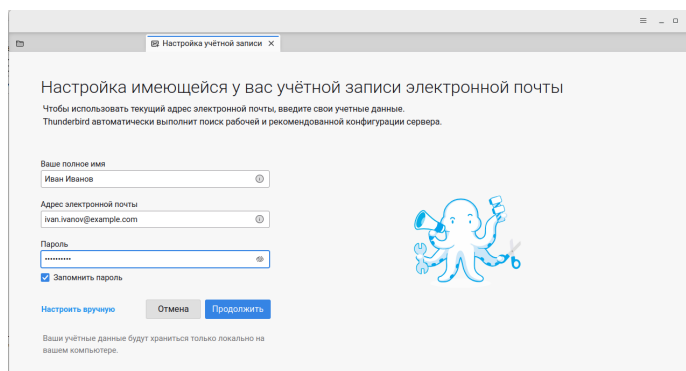 Настройка учётной записи
Настройка имеющейся у вас учётной записи электронной почты
Чтобы использовать текущий адрес электронной почты, введите свои учетные данные.
Thunderbird автоматически выполнит поиск рабочей и рекомендованной конфигурации сервера.
Ваше полное имя
Иван Иванов
Адрес электронной почты
ivan.ivanov@example.com
Пароль
Запомнить пароль
Настроить вручную Отмена Продолжить
Ваши учётные данные будут храниться только локально на
вашем компьютере.